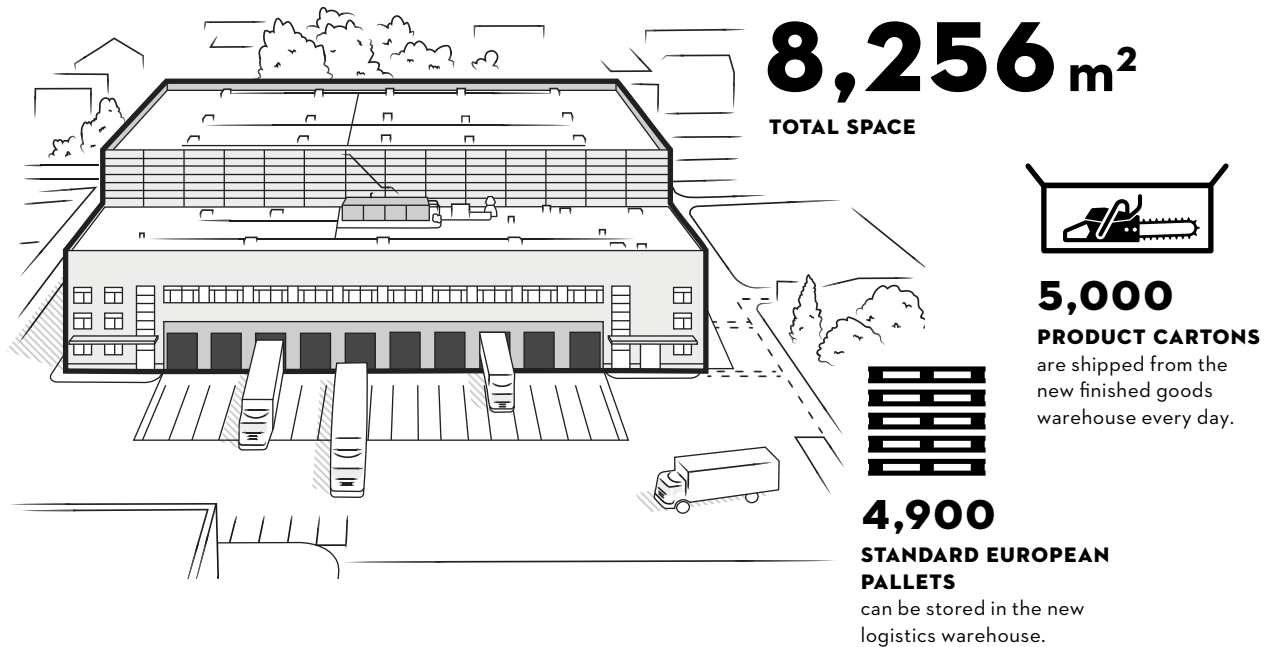 8,256 m²
TOTAL SPACE
5,000
PRODUCT CARTONS
are shipped from the
new finished goods
warehouse every day.
4,900
STANDARD EUROPEAN
PALLETS
can be stored in the new
logistics warehouse.